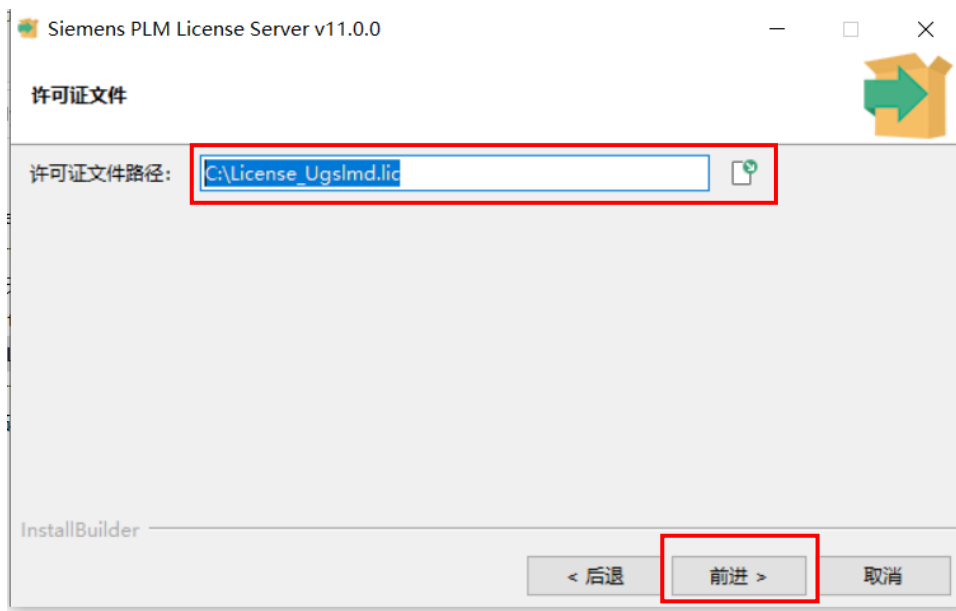 Siemens PLM License Server v11.0.0
许可证文件
许可证文件路径: C:\License_Ugslmd.lic
InstallBuilder
< 后退 前进 > 取消